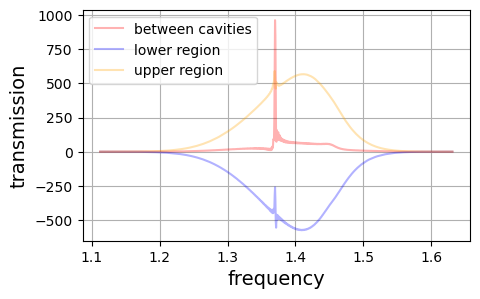 transmission
1000
750
500
250
0
−250
−500
between cavities
lower region
upper region
1.1 1.2 1.3 1.4 1.5 1.6
frequency